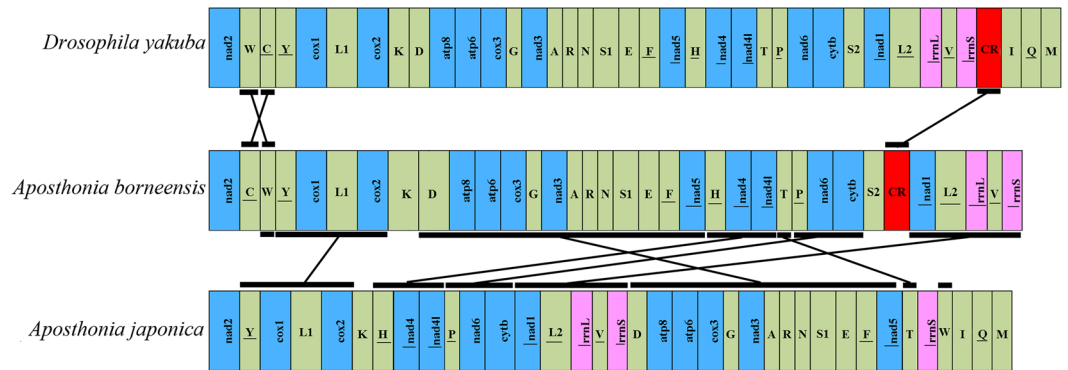 Drosophila yakuba nad2 W C Y cox1 L1 cox2 K D atp8 atp6 cox3 G nad3 A R N S1 E F nad5 H nad4 nad4l T P nad6 cytb S2 nad1 L2 rrnL V rrnS CR I Q M
Aposthonia borneensis nad2 C W Y cox1 L1 cox2 K D atp8 atp6 cox3 G nad3 A R N S1 E F nad5 H nad4 nad4l T P nad6 cytb S2 CR nad1 L2 rrnL V rrnS
Aposthonia japonica nad2 Y cox1 L1 cox2 K H nad4 nad4l P nad6 cytb nad1 L2 rrnL V rrnS D atp8 atp6 cox3 G nad3 A R N S1 E F nad5 T rrnS W I Q M